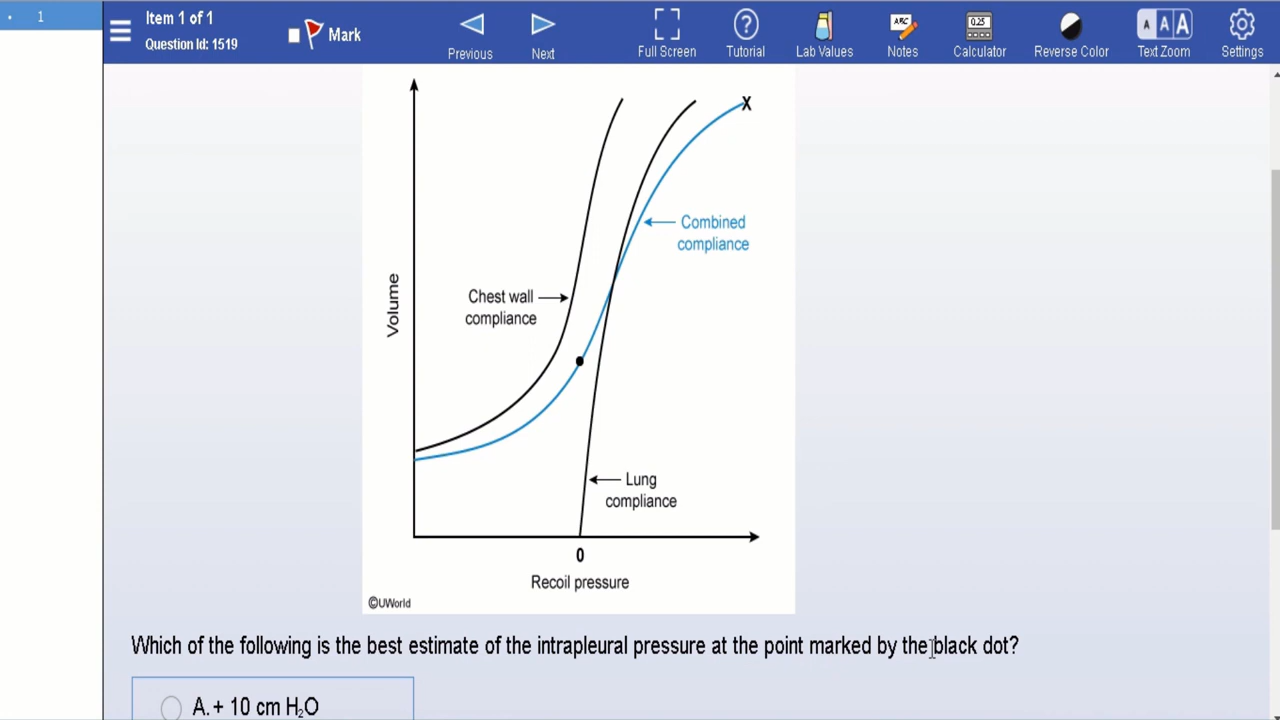 1
Item 1 of 1
Question Id: 1519
Mark
Previous
Next
Full Screen
Tutorial
Lab Values
ABC
Notes
0.25
Calculator
Reverse Color
A A A
Text Zoom
Settings
X
Combined
compliance
Volume
Chest wall
compliance
Lung
compliance
0
Recoil pressure
©UWorld
Which of the following is the best estimate of the intrapleural pressure at the point marked by the black dot?
A. + 10 cm H₂O